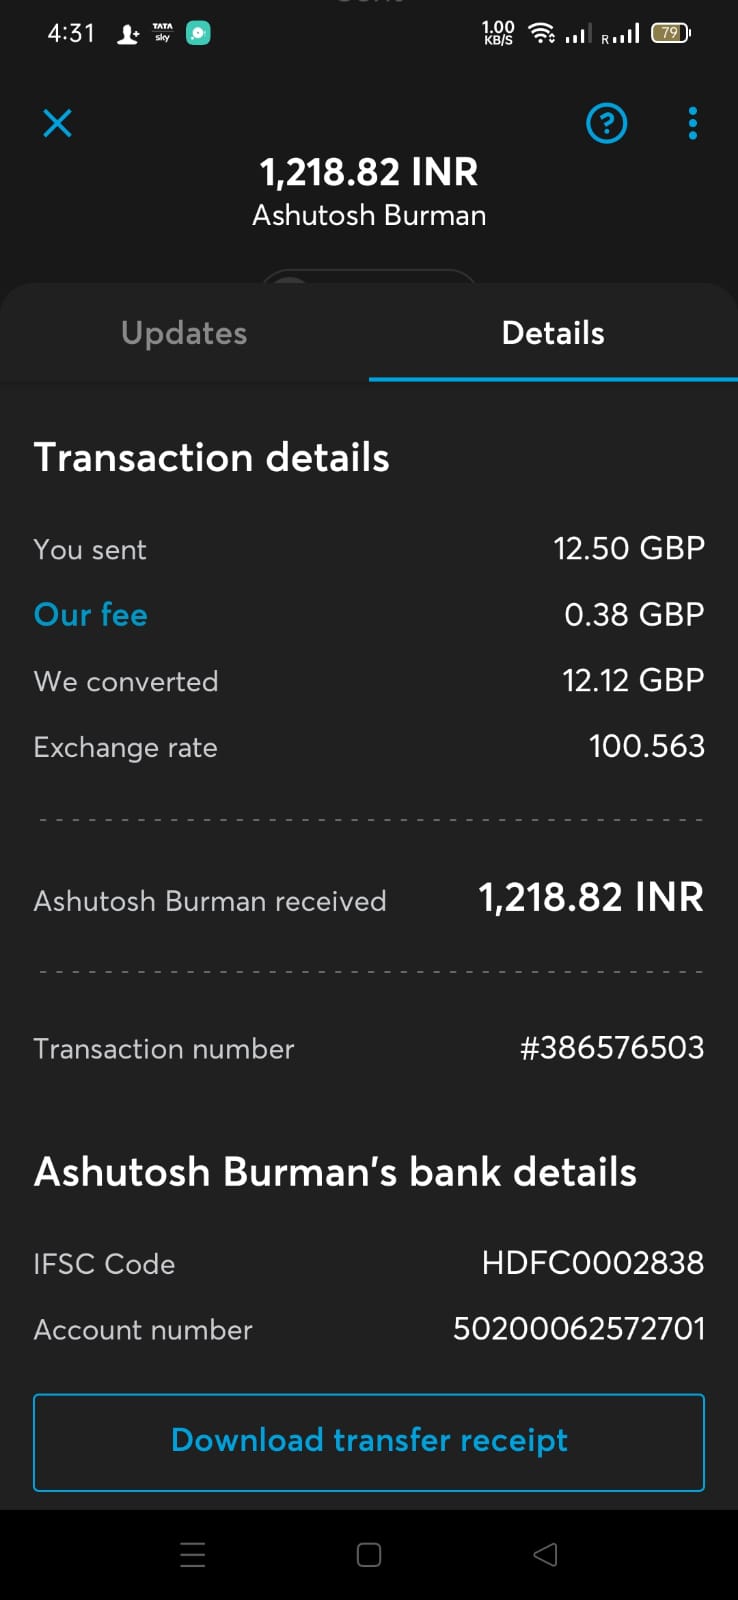 4:31 TATA sky 1.00 KB/S R 79
?
1,218.82 INR
Ashutosh Burman
Updates Details
Transaction details
You sent 12.50 GBP
Our fee 0.38 GBP
We converted 12.12 GBP
Exchange rate 100.563
Ashutosh Burman received 1,218.82 INR
Transaction number #386576503
Ashutosh Burman's bank details
IFSC Code HDFC0002838
Account number 50200062572701
Download transfer receipt